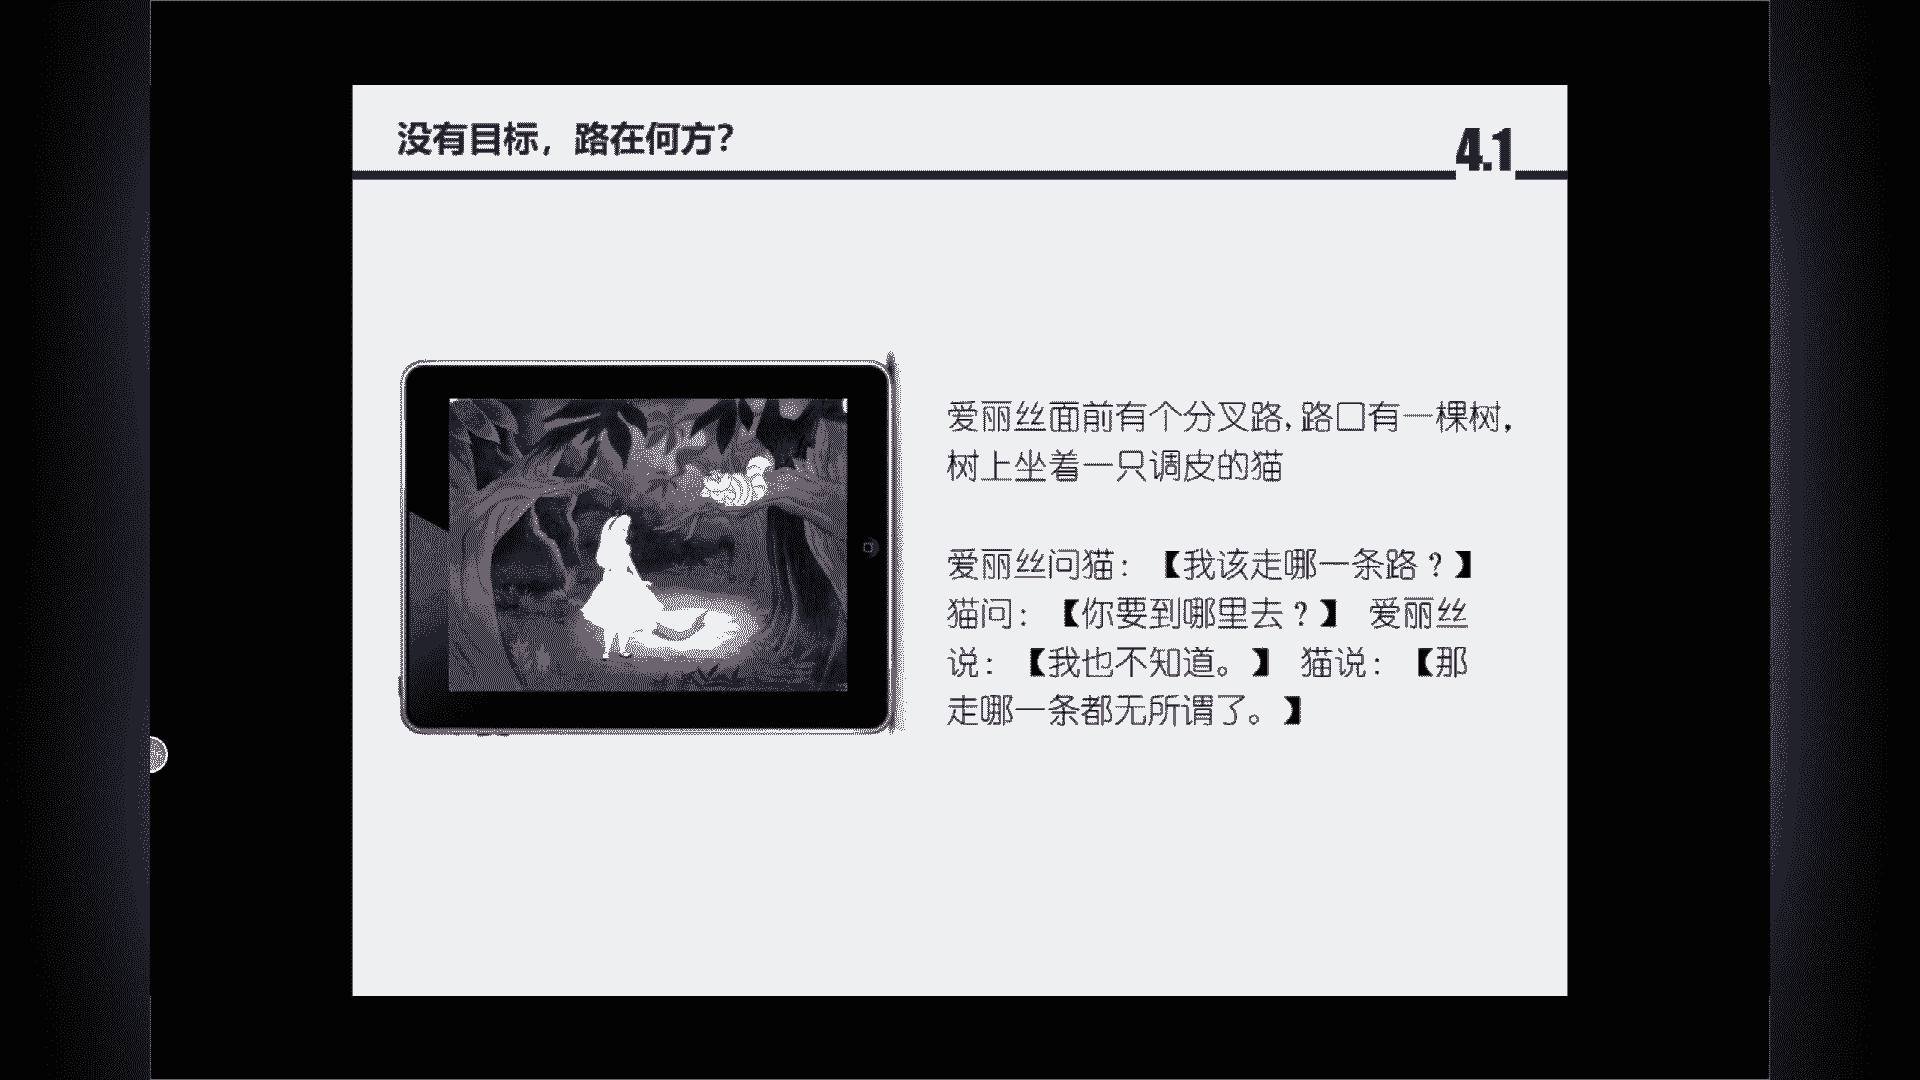 没有目标，路在何方？
4.1
爱丽丝面前有个分叉路，路口有一棵树，
树上坐着一只调皮的猫
爱丽丝问猫：【我该走哪一条路？】
猫问：【你要到哪里去？】 爱丽丝
说：【我也不知道。】 猫说：【那
走哪一条都无所谓了。】